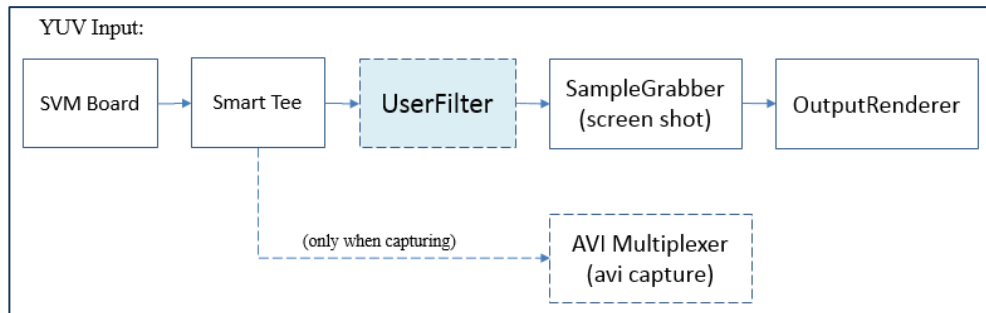 YUV Input:
SVM Board
Smart Tee
UserFilter
SampleGrabber
(screen shot)
OutputRenderer
(only when capturing)
AVI Multiplexer
(avi capture)